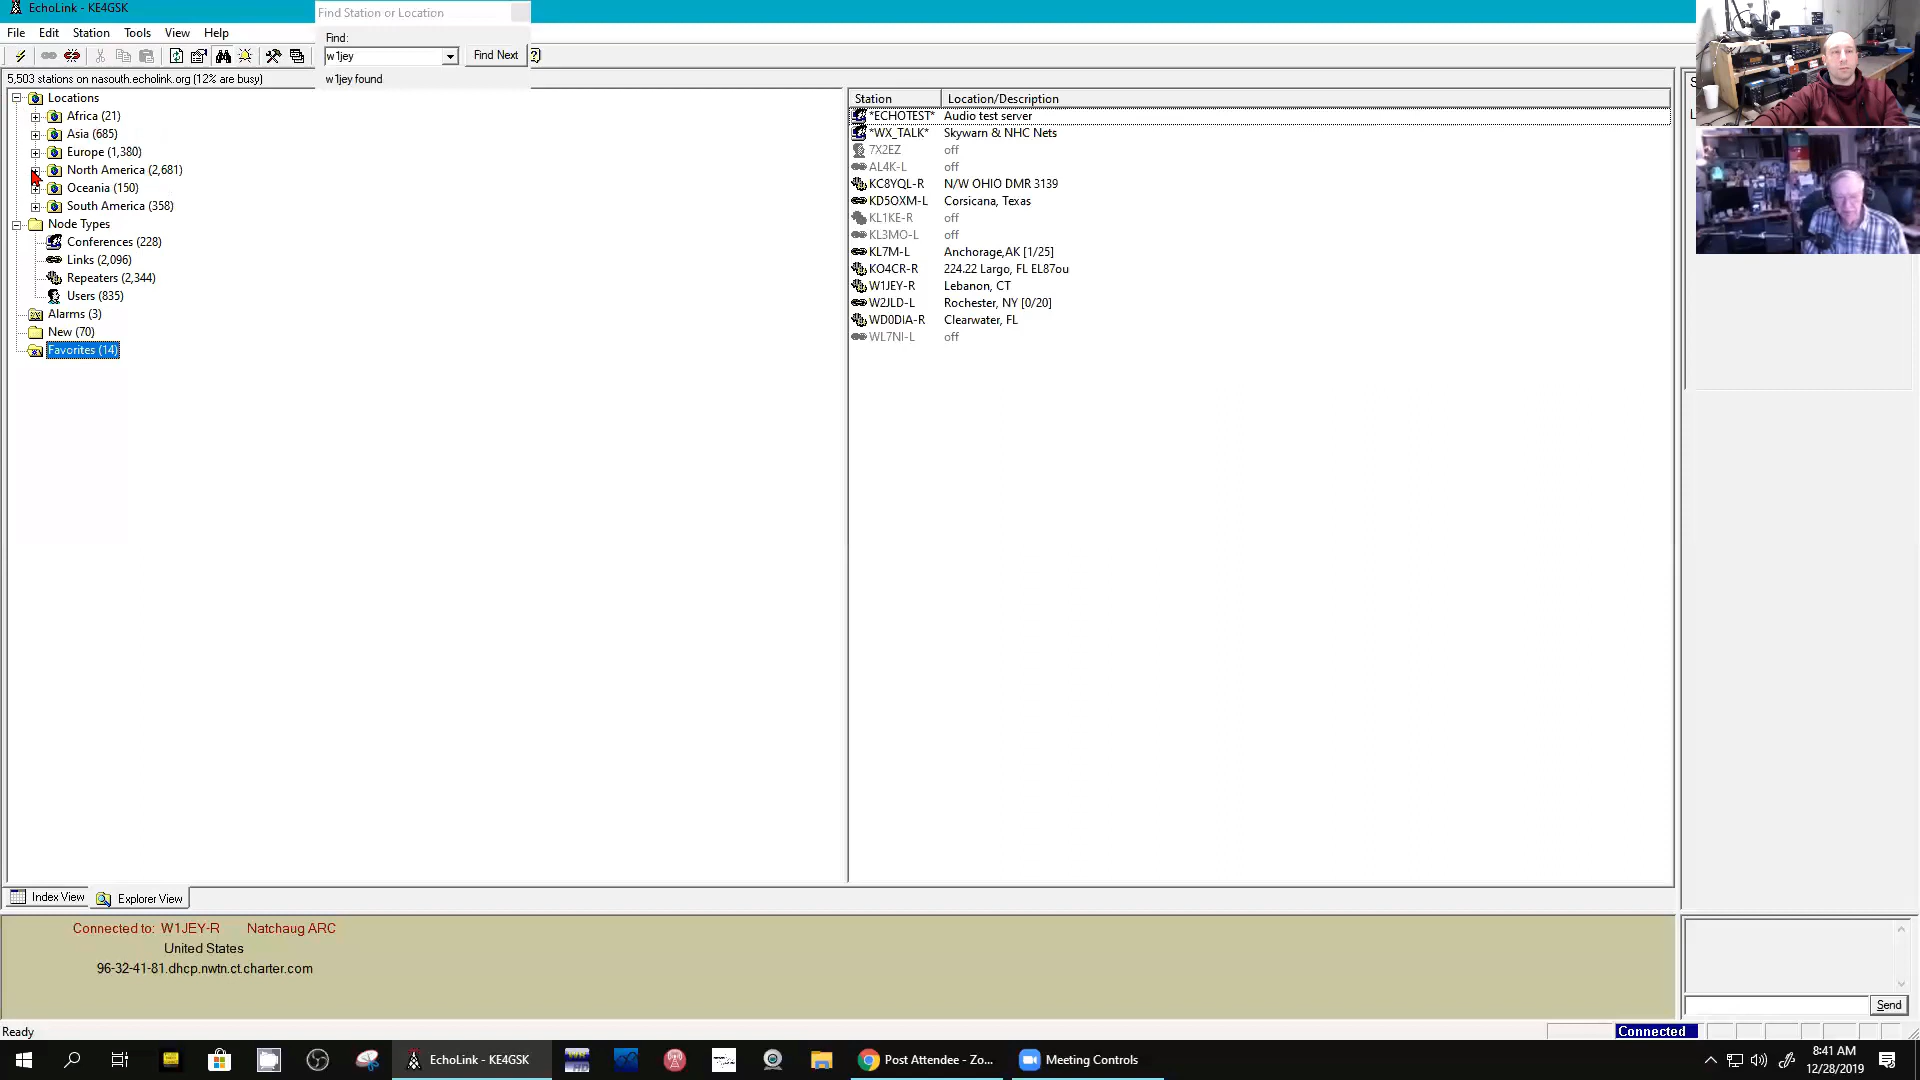 EchoLink - KE4GSK
Find Station or Location
File Edit Station Tools View Help
Find:
w1jey
Find Next
w1jey found
5,503 stations on nasouth.echolink.org (12% are busy)
Locations
Africa (21)
Asia (685)
Europe (1,380)
North America (2,681)
Oceania (150)
South America (358)
Node Types
Conferences (228)
Links (2,096)
Repeaters (2,344)
Users (835)
Alarms (3)
New (70)
Favorites (14)
Station Location/Description
*ECHOTEST* Audio test server
*WX_TALK* Skywarn & NHC Nets
7X2EZ off
AL4K-L off
KC8YQL-R N/W OHIO DMR 3139
KD5OXM-L Corsicana, Texas
KL1KE-R off
KL3MO-L off
KL7M-L Anchorage,AK [1/25]
KO4CR-R 224.22 Largo, FL EL87ou
W1JEY-R Lebanon, CT
W2JLD-L Rochester, NY [0/20]
WD0DIA-R Clearwater, FL
WL7NI-L off
Index View Explorer View
Connected to: W1JEY-R Natchaug ARC
United States
96-32-41-81.dhcp.nwtn.ct.charter.com
Send
Ready
Connected
EchoLink - KE4GSK
Post Attendee - Zo...
Meeting Controls
8:41 AM
12/28/2019